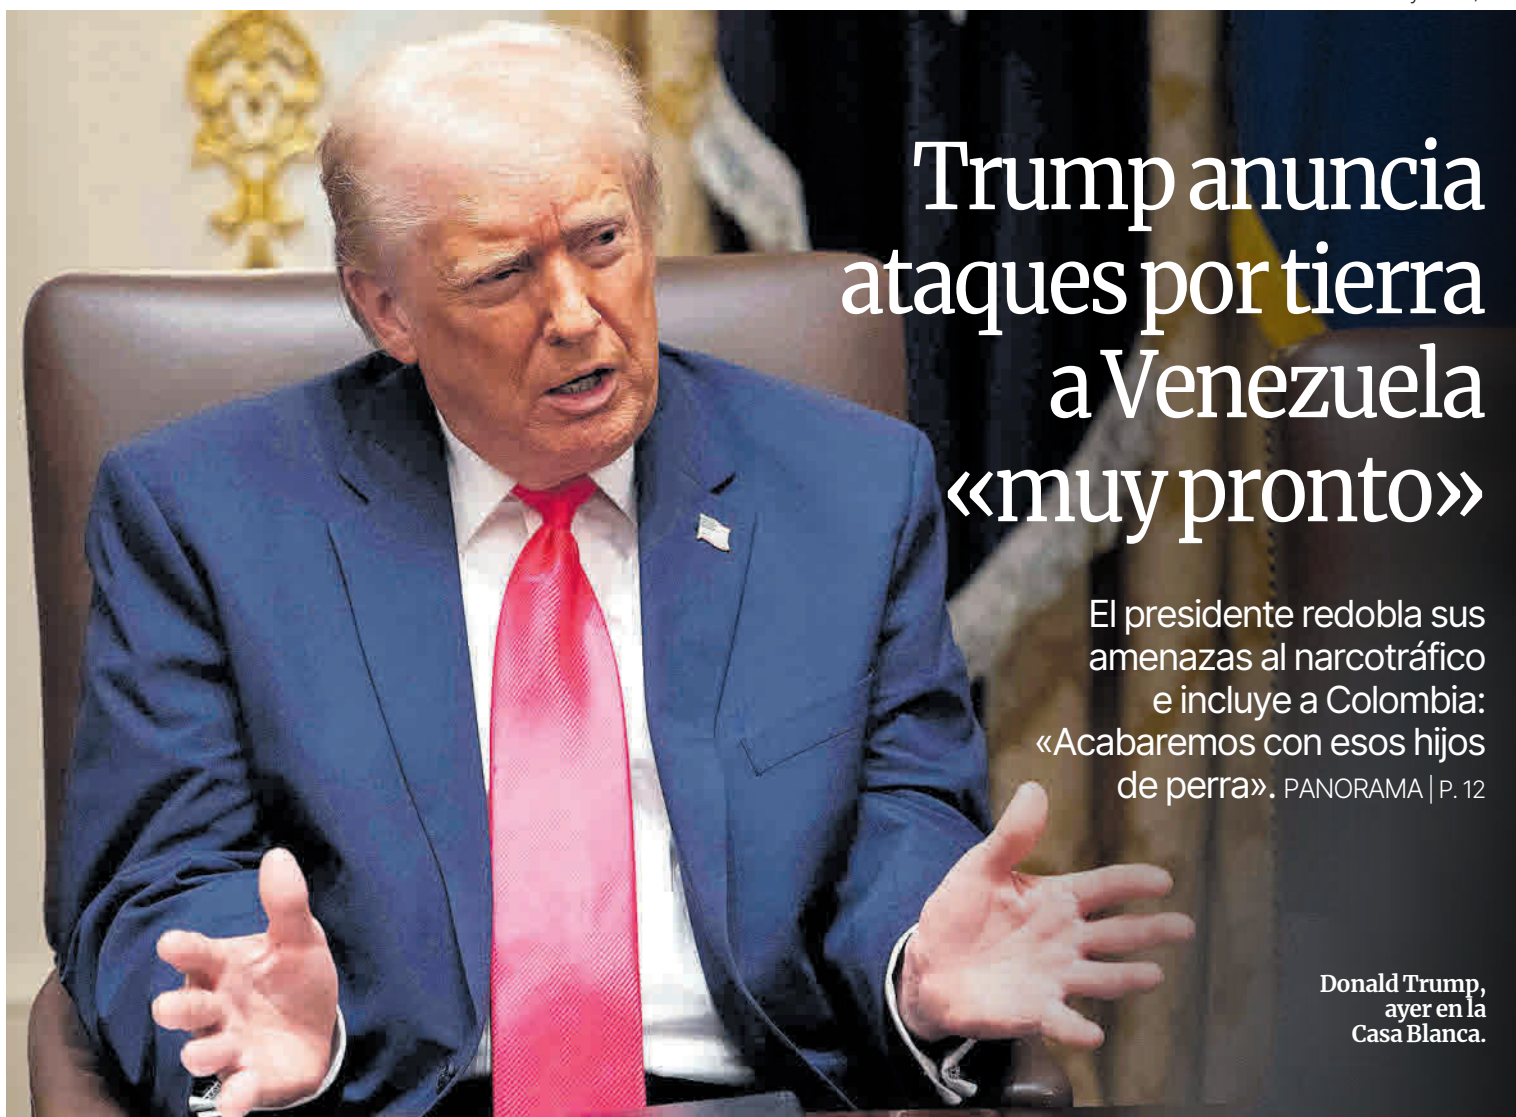 Trump anuncia
ataques por tierra
a Venezuela
«muy pronto»
El presidente redobla sus
amenazas al narcotráfico
e incluye a Colombia:
«Acabaremos con esos hijos
de perra». PANORAMA | P. 12
Donald Trump,
ayer en la
Casa Blanca.